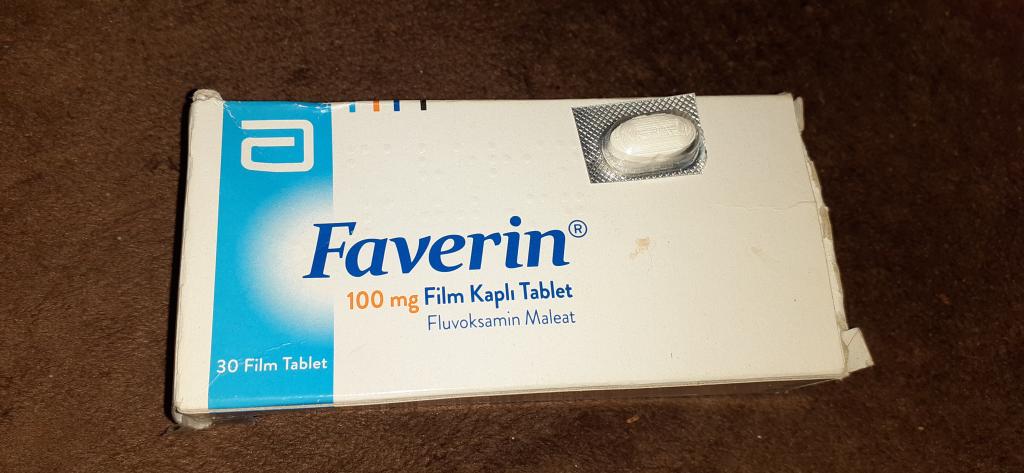 Faverin®
100 mg Film Kaplı Tablet
Fluvoksamin Maleat
30 Film Tablet